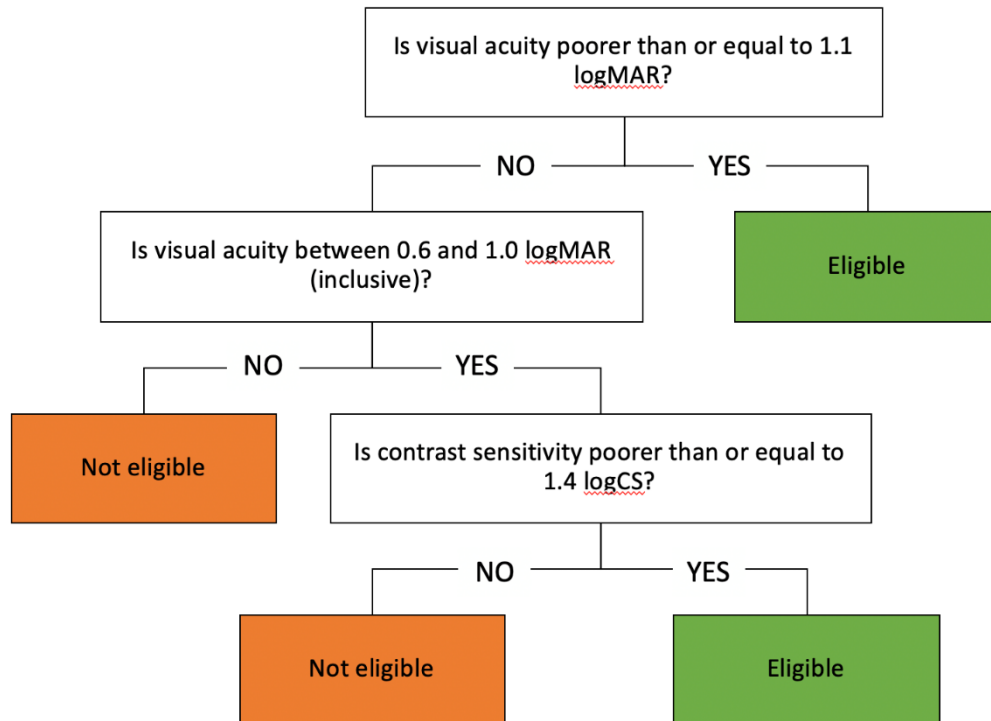 Is visual acuity poorer than or equal to 1.1
logMAR?
NO
YES
Is visual acuity between 0.6 and 1.0 logMAR
(inclusive)?
Eligible
NO
YES
Not eligible
Is contrast sensitivity poorer than or equal to
1.4 logCS?
NO
YES
Not eligible
Eligible